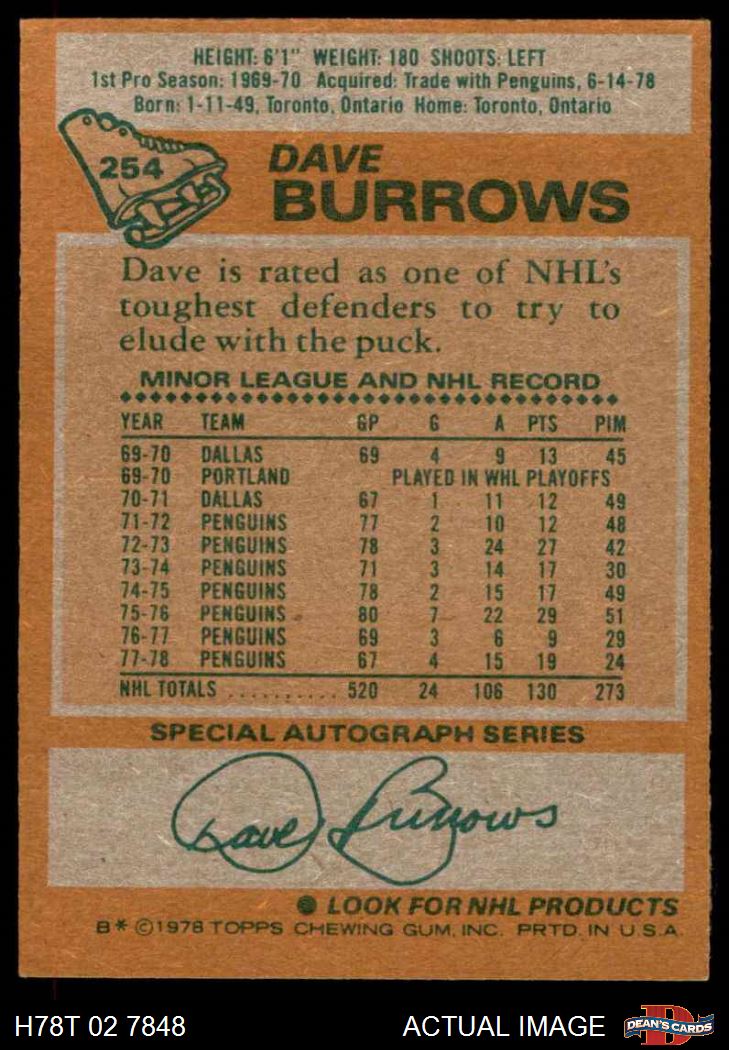 HEIGHT: 6'1" WEIGHT: 180 SHOOTS: LEFT
1st Pro Season: 1969-70 Acquired: Trade with Penguins, 6-14-78
Born: 1-11-49, Toronto, Ontario Home: Toronto, Ontario
254
DAVE
BURROWS
Dave is rated as one of NHL's
toughest defenders to try to
elude with the puck.
MINOR LEAGUE AND NHL RECORD
YEAR TEAM GP G A PTS PIM
69-70 DALLAS 69 4 9 13 45
69-70 PORTLAND PLAYED IN WHL PLAYOFFS
70-71 DALLAS 67 1 11 12 49
71-72 PENGUINS 77 2 10 12 48
72-73 PENGUINS 78 3 24 27 42
73-74 PENGUINS 71 3 14 17 30
74-75 PENGUINS 78 2 15 17 49
75-76 PENGUINS 80 7 22 29 51
76-77 PENGUINS 69 3 6 9 29
77-78 PENGUINS 67 4 15 19 24
NHL TOTALS .......... 520 24 106 130 273
SPECIAL AUTOGRAPH SERIES
Dave Burrows
LOOK FOR NHL PRODUCTS
B* ©1978 TOPPS CHEWING GUM, INC. PRTD. IN U.S.A.
H78T 02 7848 ACTUAL IMAGE
DEAN'S CARDS